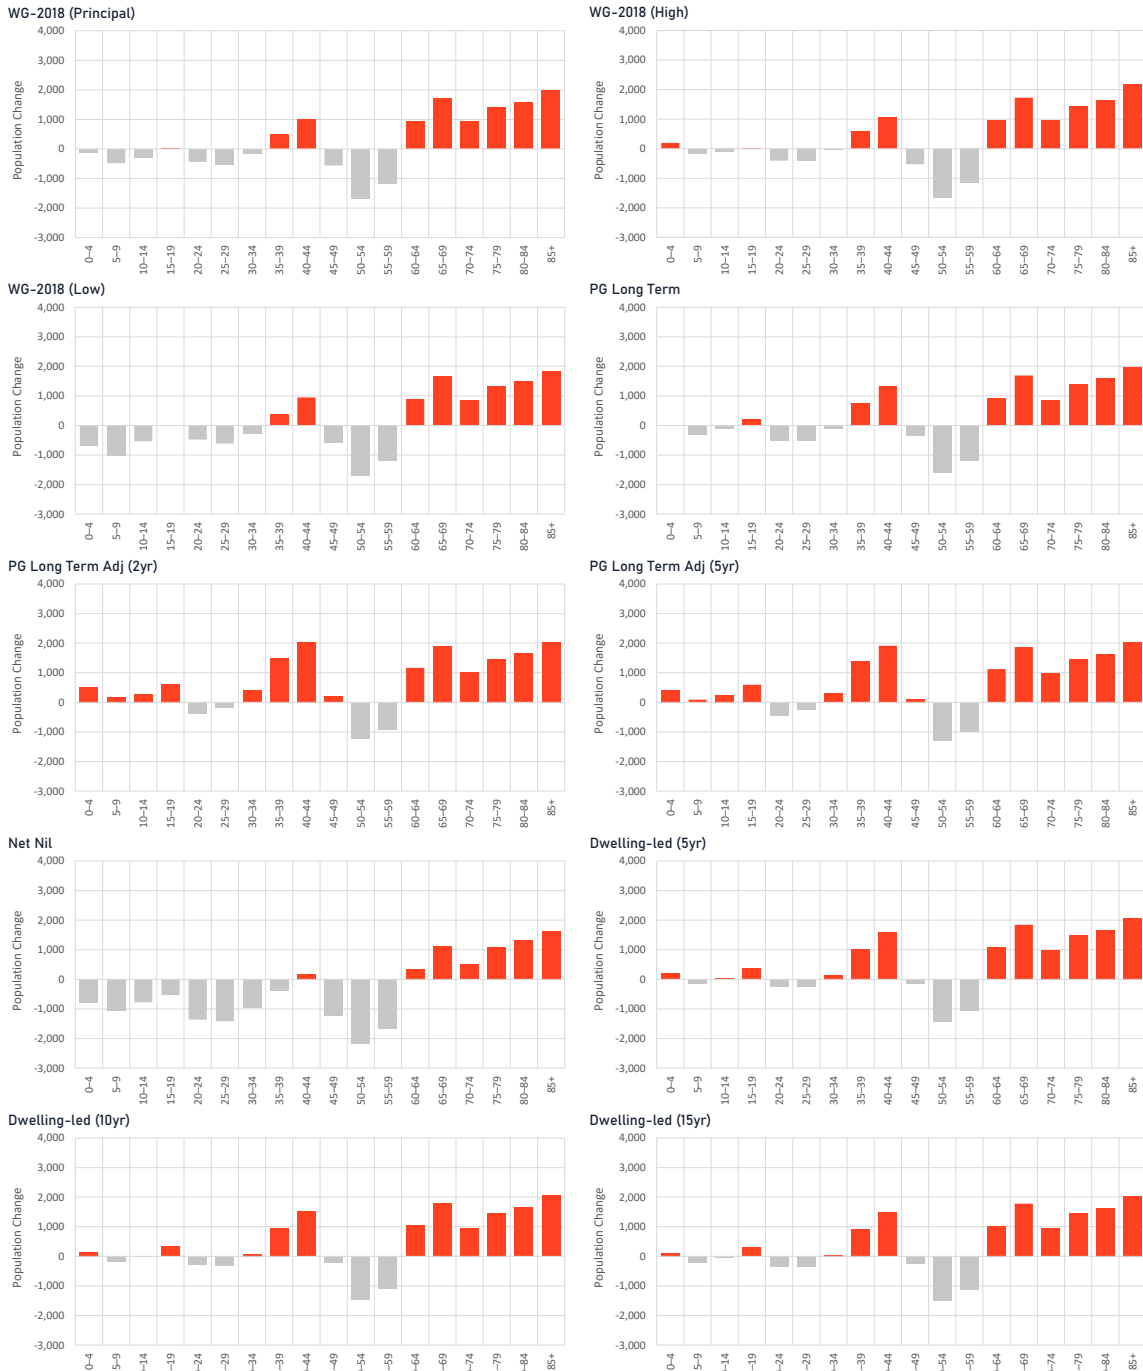 WG-2018 (Principal)
4,000
3,000
2,000
1,000
0
-1,000
-2,000
-3,000
Population Change
0–4 5–9 10–14 15–19 20–24 25–29 30–34 35–39 40–44 45–49 50–54 55–59 60–64 65–69 70–74 75–79 80–84 85+
WG-2018 (High)
4,000
3,000
2,000
1,000
0
-1,000
-2,000
-3,000
Population Change
0–4 5–9 10–14 15–19 20–24 25–29 30–34 35–39 40–44 45–49 50–54 55–59 60–64 65–69 70–74 75–79 80–84 85+
WG-2018 (Low)
4,000
3,000
2,000
1,000
0
-1,000
-2,000
-3,000
Population Change
0–4 5–9 10–14 15–19 20–24 25–29 30–34 35–39 40–44 45–49 50–54 55–59 60–64 65–69 70–74 75–79 80–84 85+
PG Long Term
4,000
3,000
2,000
1,000
0
-1,000
-2,000
-3,000
Population Change
0–4 5–9 10–14 15–19 20–24 25–29 30–34 35–39 40–44 45–49 50–54 55–59 60–64 65–69 70–74 75–79 80–84 85+
PG Long Term Adj (2yr)
4,000
3,000
2,000
1,000
0
-1,000
-2,000
-3,000
Population Change
0–4 5–9 10–14 15–19 20–24 25–29 30–34 35–39 40–44 45–49 50–54 55–59 60–64 65–69 70–74 75–79 80–84 85+
PG Long Term Adj (5yr)
4,000
3,000
2,000
1,000
0
-1,000
-2,000
-3,000
Population Change
0–4 5–9 10–14 15–19 20–24 25–29 30–34 35–39 40–44 45–49 50–54 55–59 60–64 65–69 70–74 75–79 80–84 85+
Net Nil
4,000
3,000
2,000
1,000
0
-1,000
-2,000
-3,000
Population Change
0–4 5–9 10–14 15–19 20–24 25–29 30–34 35–39 40–44 45–49 50–54 55–59 60–64 65–69 70–74 75–79 80–84 85+
Dwelling-led (5yr)
4,000
3,000
2,000
1,000
0
-1,000
-2,000
-3,000
Population Change
0–4 5–9 10–14 15–19 20–24 25–29 30–34 35–39 40–44 45–49 50–54 55–59 60–64 65–69 70–74 75–79 80–84 85+
Dwelling-led (10yr)
4,000
3,000
2,000
1,000
0
-1,000
-2,000
-3,000
Population Change
0–4 5–9 85+
Dwelling-led (15yr)
4,000
3,000
2,000
1,000
0
-1,000
-2,000
-3,000
Population Change
0–4 5–9 85+